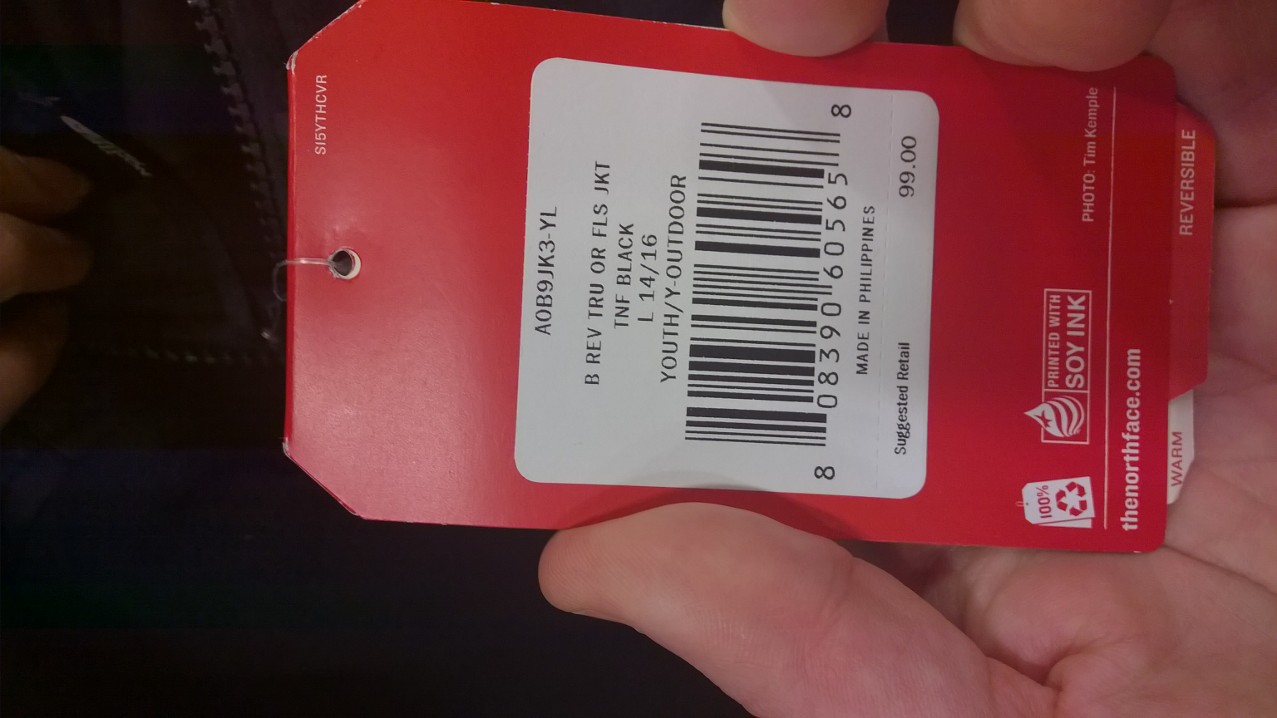 SI5YTHCVR
A0B9JK3-YL
B REV TRU OR FLS JKT
TNF BLACK
L 14/16
YOUTH/Y-OUTDOOR
8 08390 60565 8
MADE IN PHILIPPINES
Suggested Retail 99.00
100%
PRINTED WITH
SOY INK
PHOTO: Tim Kemple
thenorthface.com
WARM
REVERSIBLE